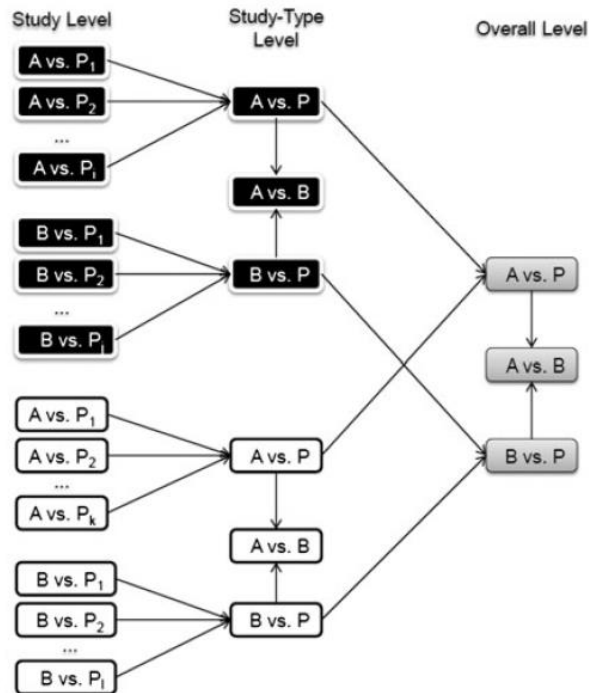 Study Level
Study-Type
Level
Overall Level
A vs. P₁
A vs. P₂
...
A vs. Pᵢ
B vs. P₁
B vs. P₂
...
B vs. Pⱼ
A vs. P₁
A vs. P₂
...
A vs. Pₖ
B vs. P₁
B vs. P₂
...
B vs. Pₗ
A vs. P
A vs. B
B vs. P
A vs. P
A vs. B
B vs. P
A vs. P
A vs. B
B vs. P